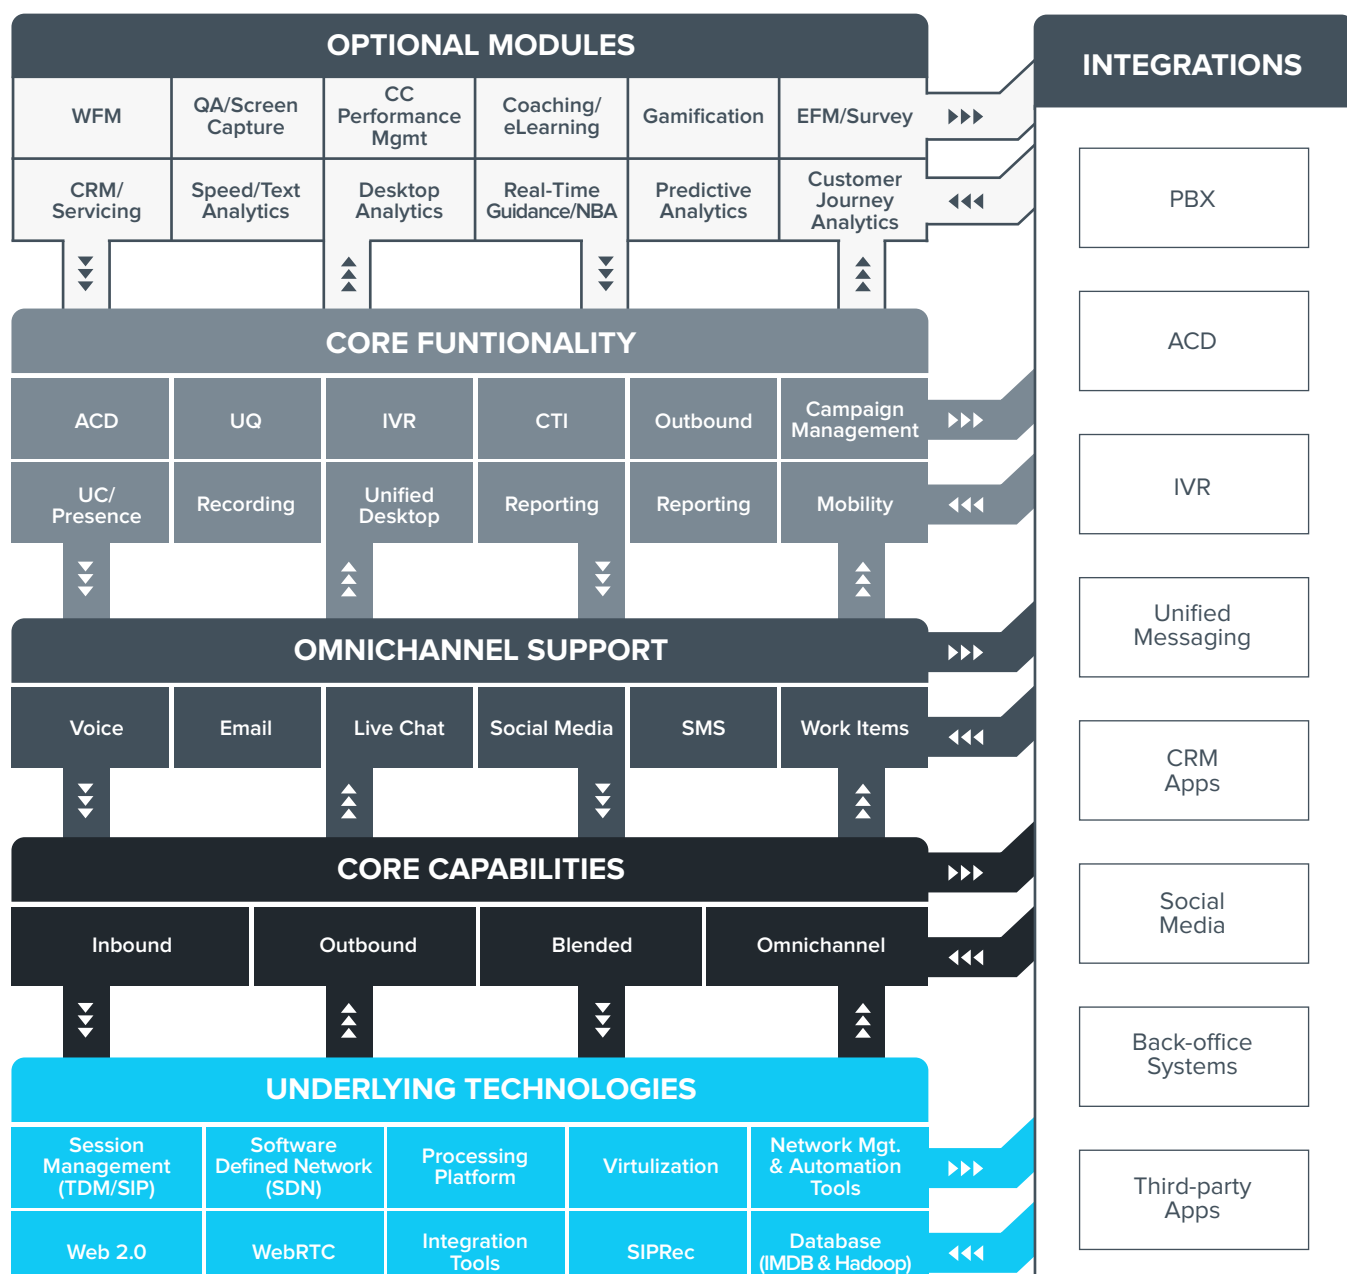 OPTIONAL MODULES
WFM
QA/Screen
Capture
CC
Performance
Mgmt
Coaching/
eLearning
Gamification
EFM/Survey
CRM/
Servicing
Speed/Text
Analytics
Desktop
Analytics
Real-Time
Guidance/NBA
Predictive
Analytics
Customer
Journey
Analytics
CORE FUNTIONALITY
ACD
UQ
IVR
CTI
Outbound
Campaign
Management
UC/
Presence
Recording
Unified
Desktop
Reporting
Reporting
Mobility
OMNICHANNEL SUPPORT
Voice
Email
Live Chat
Social Media
SMS
Work Items
CORE CAPABILITIES
Inbound
Outbound
Blended
Omnichannel
UNDERLYING TECHNOLOGIES
Session
Management
(TDM/SIP)
Software
Defined Network
(SDN)
Processing
Platform
Virtulization
Network Mgt.
& Automation
Tools
Web 2.0
WebRTC
Integration
Tools
SIPRec
Database
(IMDB & Hadoop)
INTEGRATIONS
PBX
ACD
IVR
Unified
Messaging
CRM
Apps
Social
Media
Back-office
Systems
Third-party
Apps